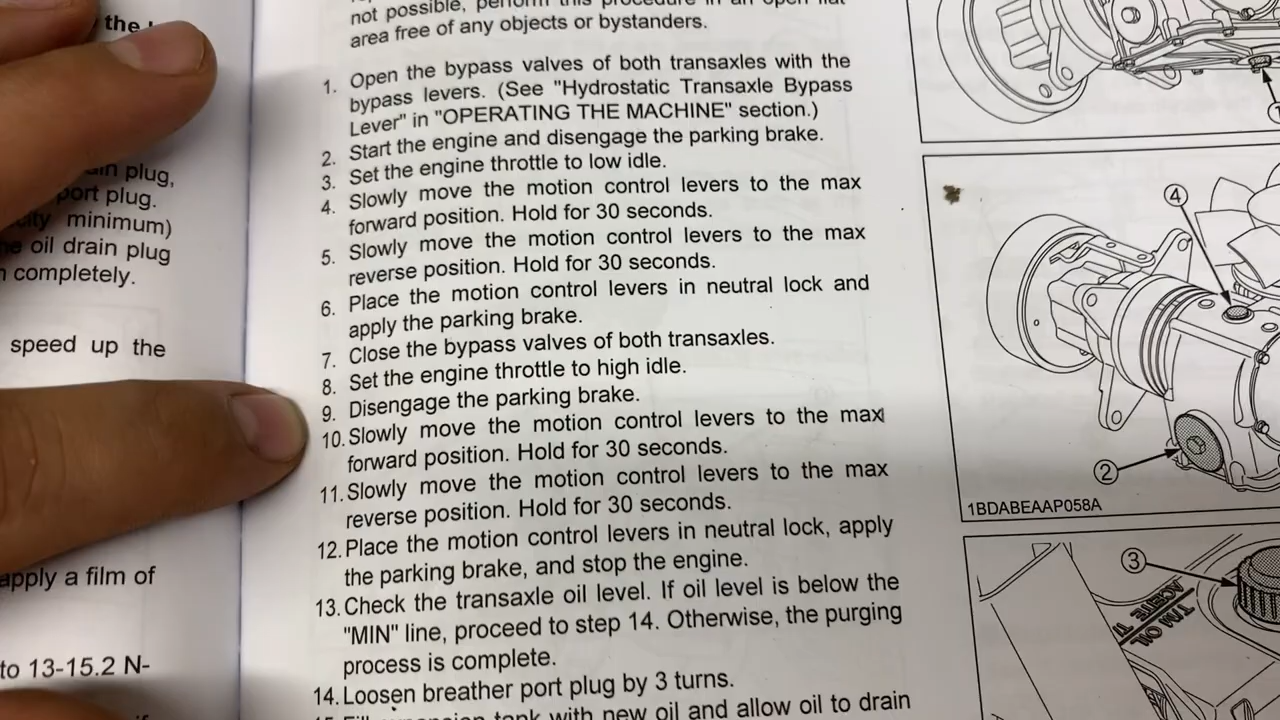 the
plug,
port plug.
minimum)
oil drain plug
completely.
speed up the
apply a film of
to 13-15.2 N-
not possible, perform this procedure in an open flat
area free of any objects or bystanders.
1. Open the bypass valves of both transaxles with the
bypass levers. (See "Hydrostatic Transaxle Bypass
Lever" in "OPERATING THE MACHINE" section.)
2. Start the engine and disengage the parking brake.
3. Set the engine throttle to low idle.
4. Slowly move the motion control levers to the max
forward position. Hold for 30 seconds.
5. Slowly move the motion control levers to the max
reverse position. Hold for 30 seconds.
6. Place the motion control levers in neutral lock and
apply the parking brake.
7. Close the bypass valves of both transaxles.
8. Set the engine throttle to high idle.
9. Disengage the parking brake.
10. Slowly move the motion control levers to the max
forward position. Hold for 30 seconds.
11. Slowly move the motion control levers to the max
reverse position. Hold for 30 seconds.
12. Place the motion control levers in neutral lock, apply
the parking brake, and stop the engine.
13. Check the transaxle oil level. If oil level is below the
"MIN" line, proceed to step 14. Otherwise, the purging
process is complete.
14. Loosen breather port plug by 3 turns.
15. Fill expansion tank with new oil and allow oil to drain
1
4
2
1BDABEAAP058A
3